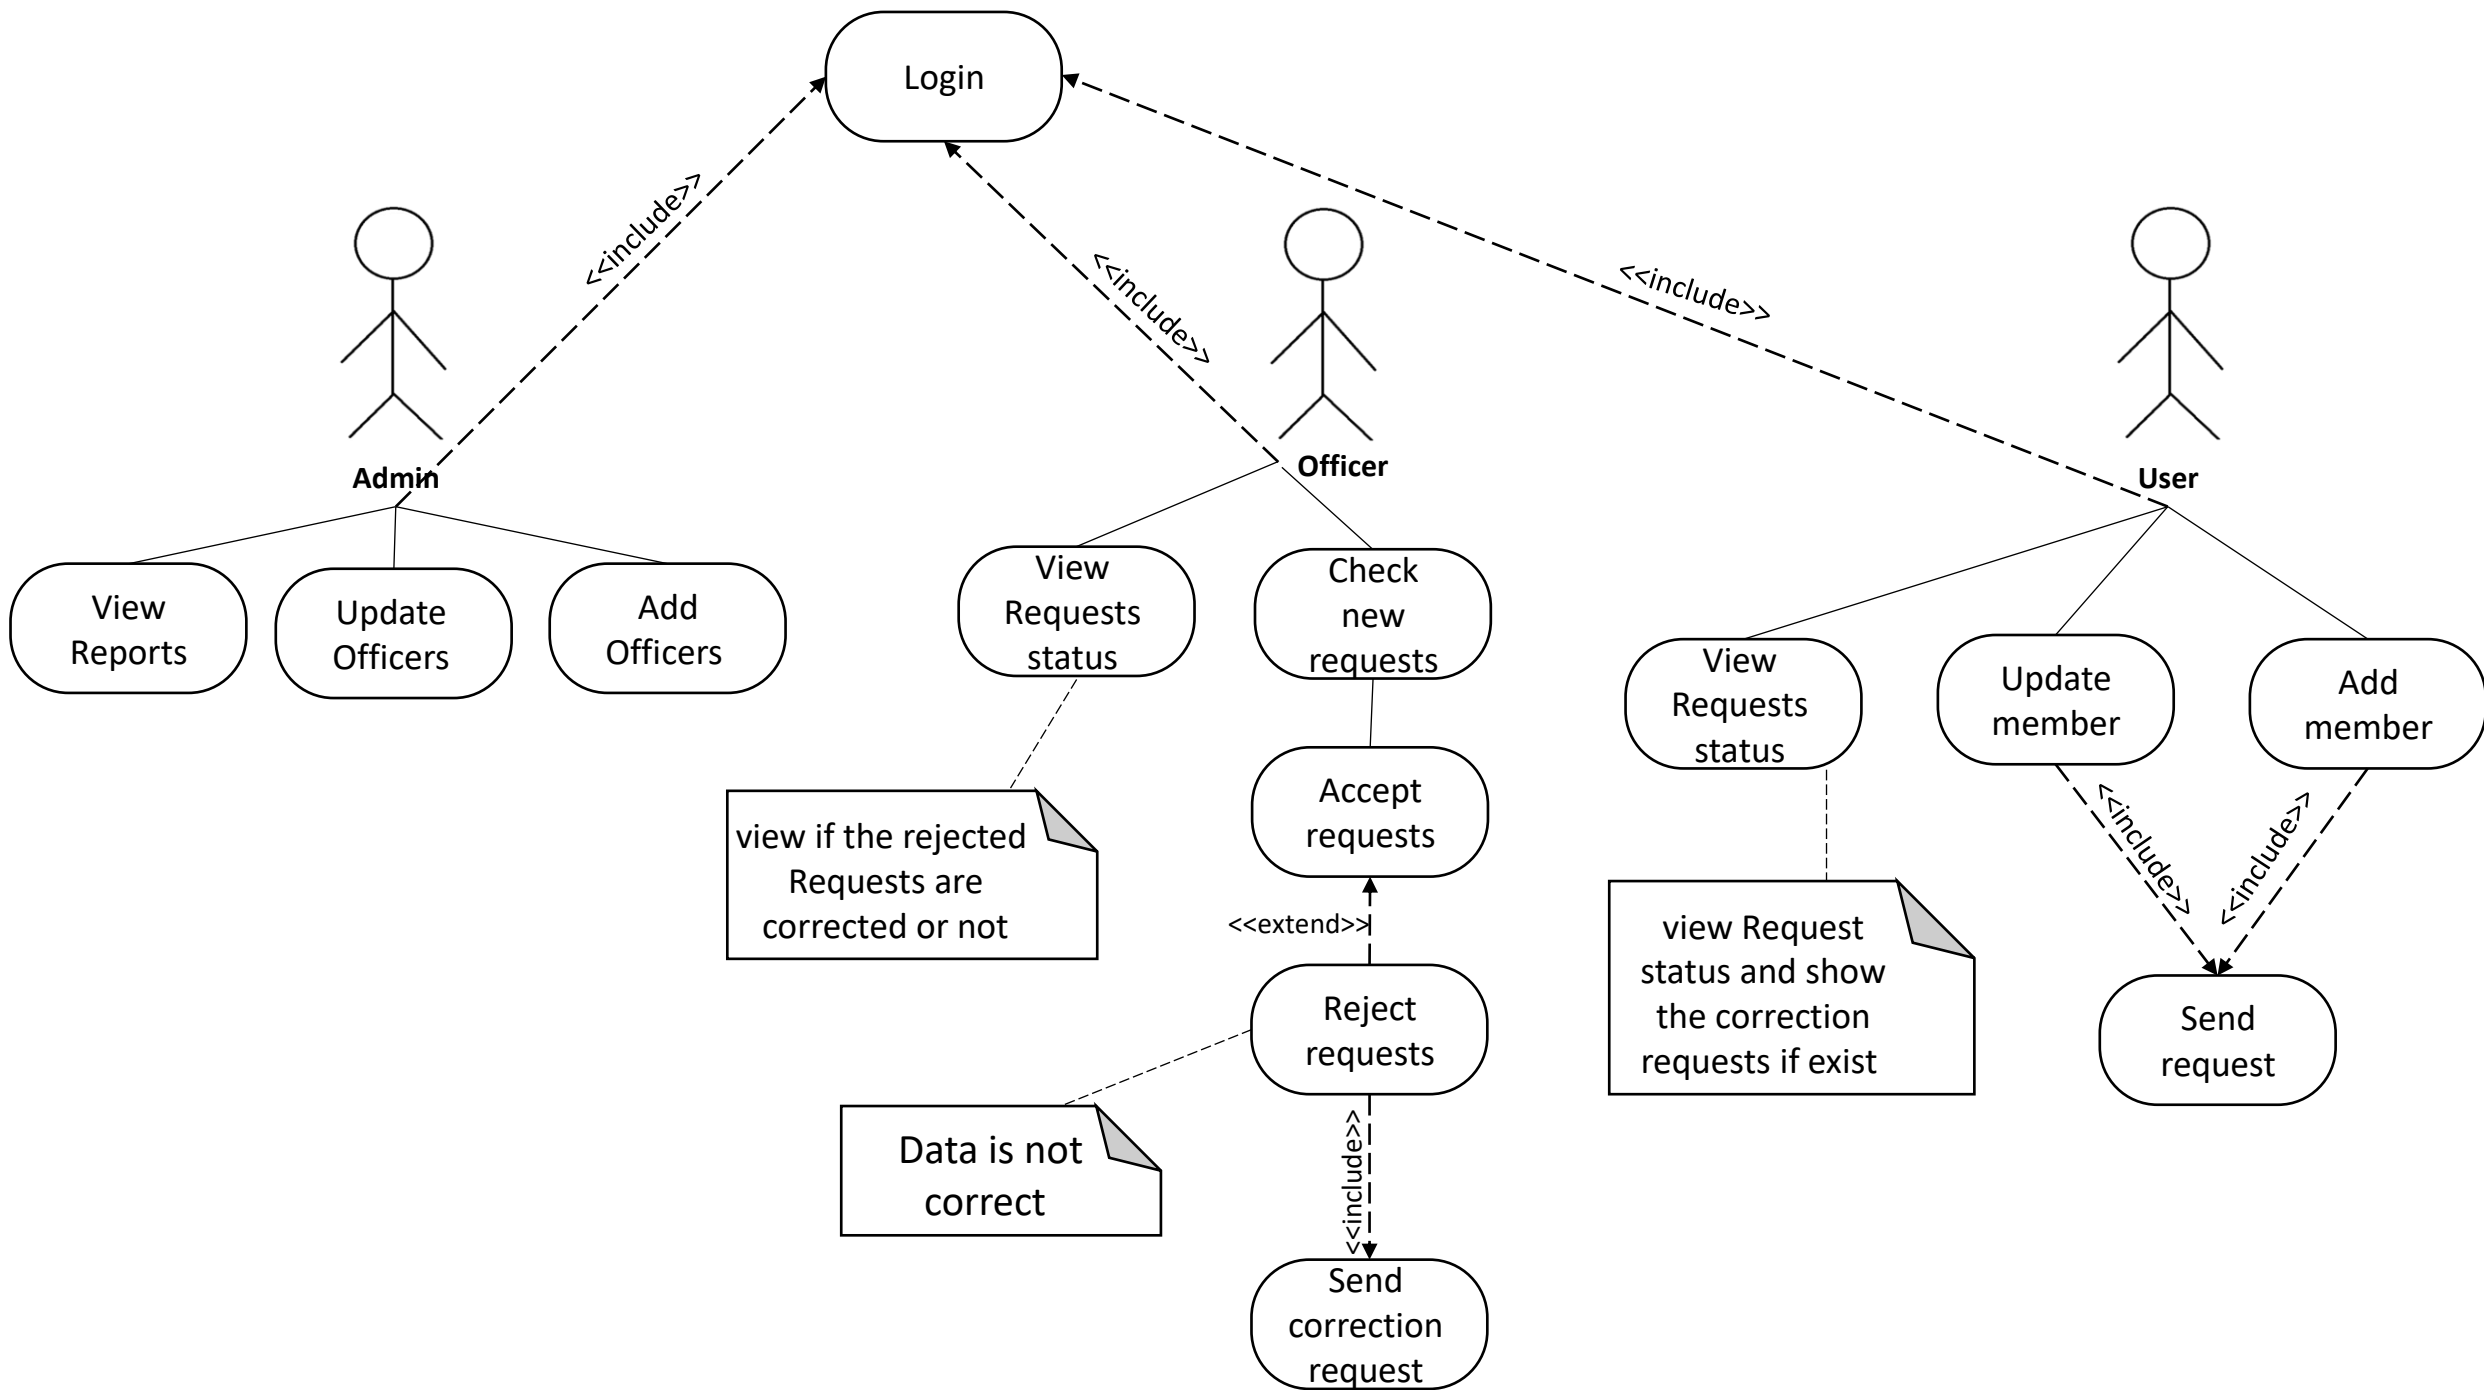 Login
<<include>>
<<include>>
<<include>>
Admin
Officer
User
View
Reports
Update
Officers
Add
Officers
View
Requests
status
Check
new
requests
View
Requests
status
Update
member
Add
member
view if the rejected
Requests are
corrected or not
Accept
requests
<<include>>
<<include>>
<<extend>>
view Request
status and show
the correction
requests if exist
Reject
requests
Send
request
Data is not
correct
<<include>>
Send
correction
request